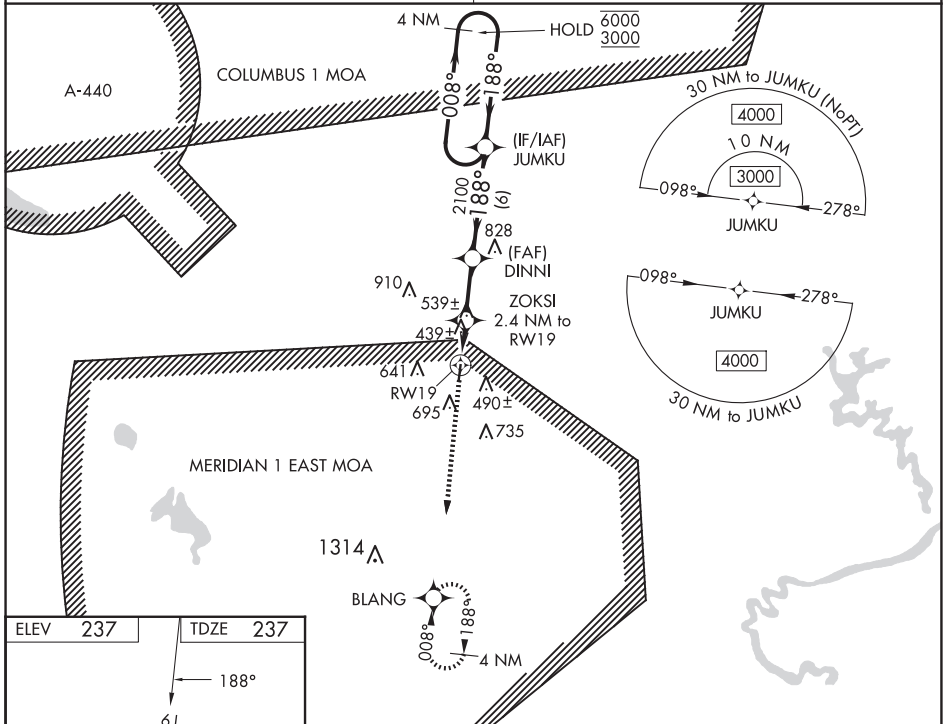 4 NM
HOLD 6000
3000
COLUMBUS 1 MOA
A-440
008°
188°
(IF/IAF)
JUMKU
2100
188°
(6)
828
(FAF)
DINNI
910
539±
ZOKSI
2.4 NM to
RW19
439±
641
RW19
695
490±
735
30 NM to JUMKU (NoPT)
4000
10 NM
3000
098°
278°
JUMKU
098°
278°
JUMKU
4000
30 NM to JUMKU
MERIDIAN 1 EAST MOA
1314
BLANG
008°
188°
4 NM
ELEV 237
TDZE 237
188°